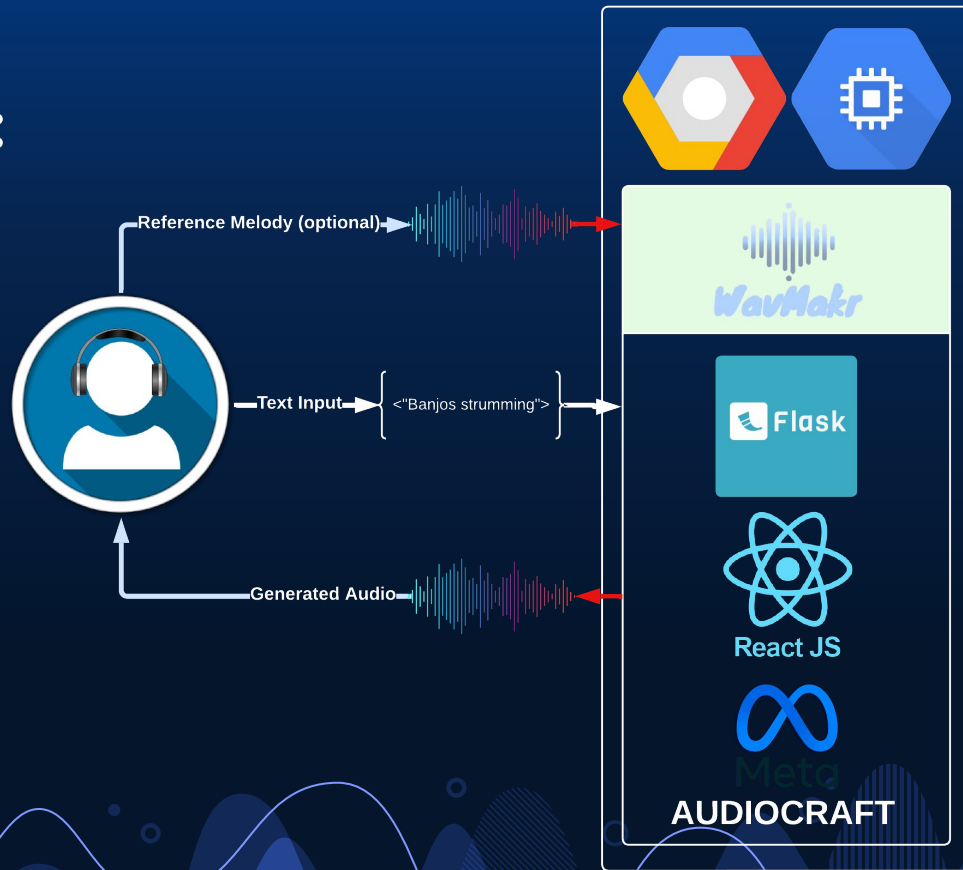 :
Reference Melody (optional)
WavMakr
Text Input
<"Banjos strumming">
Flask
React JS
Generated Audio
Meta
AUDIOCRAFT